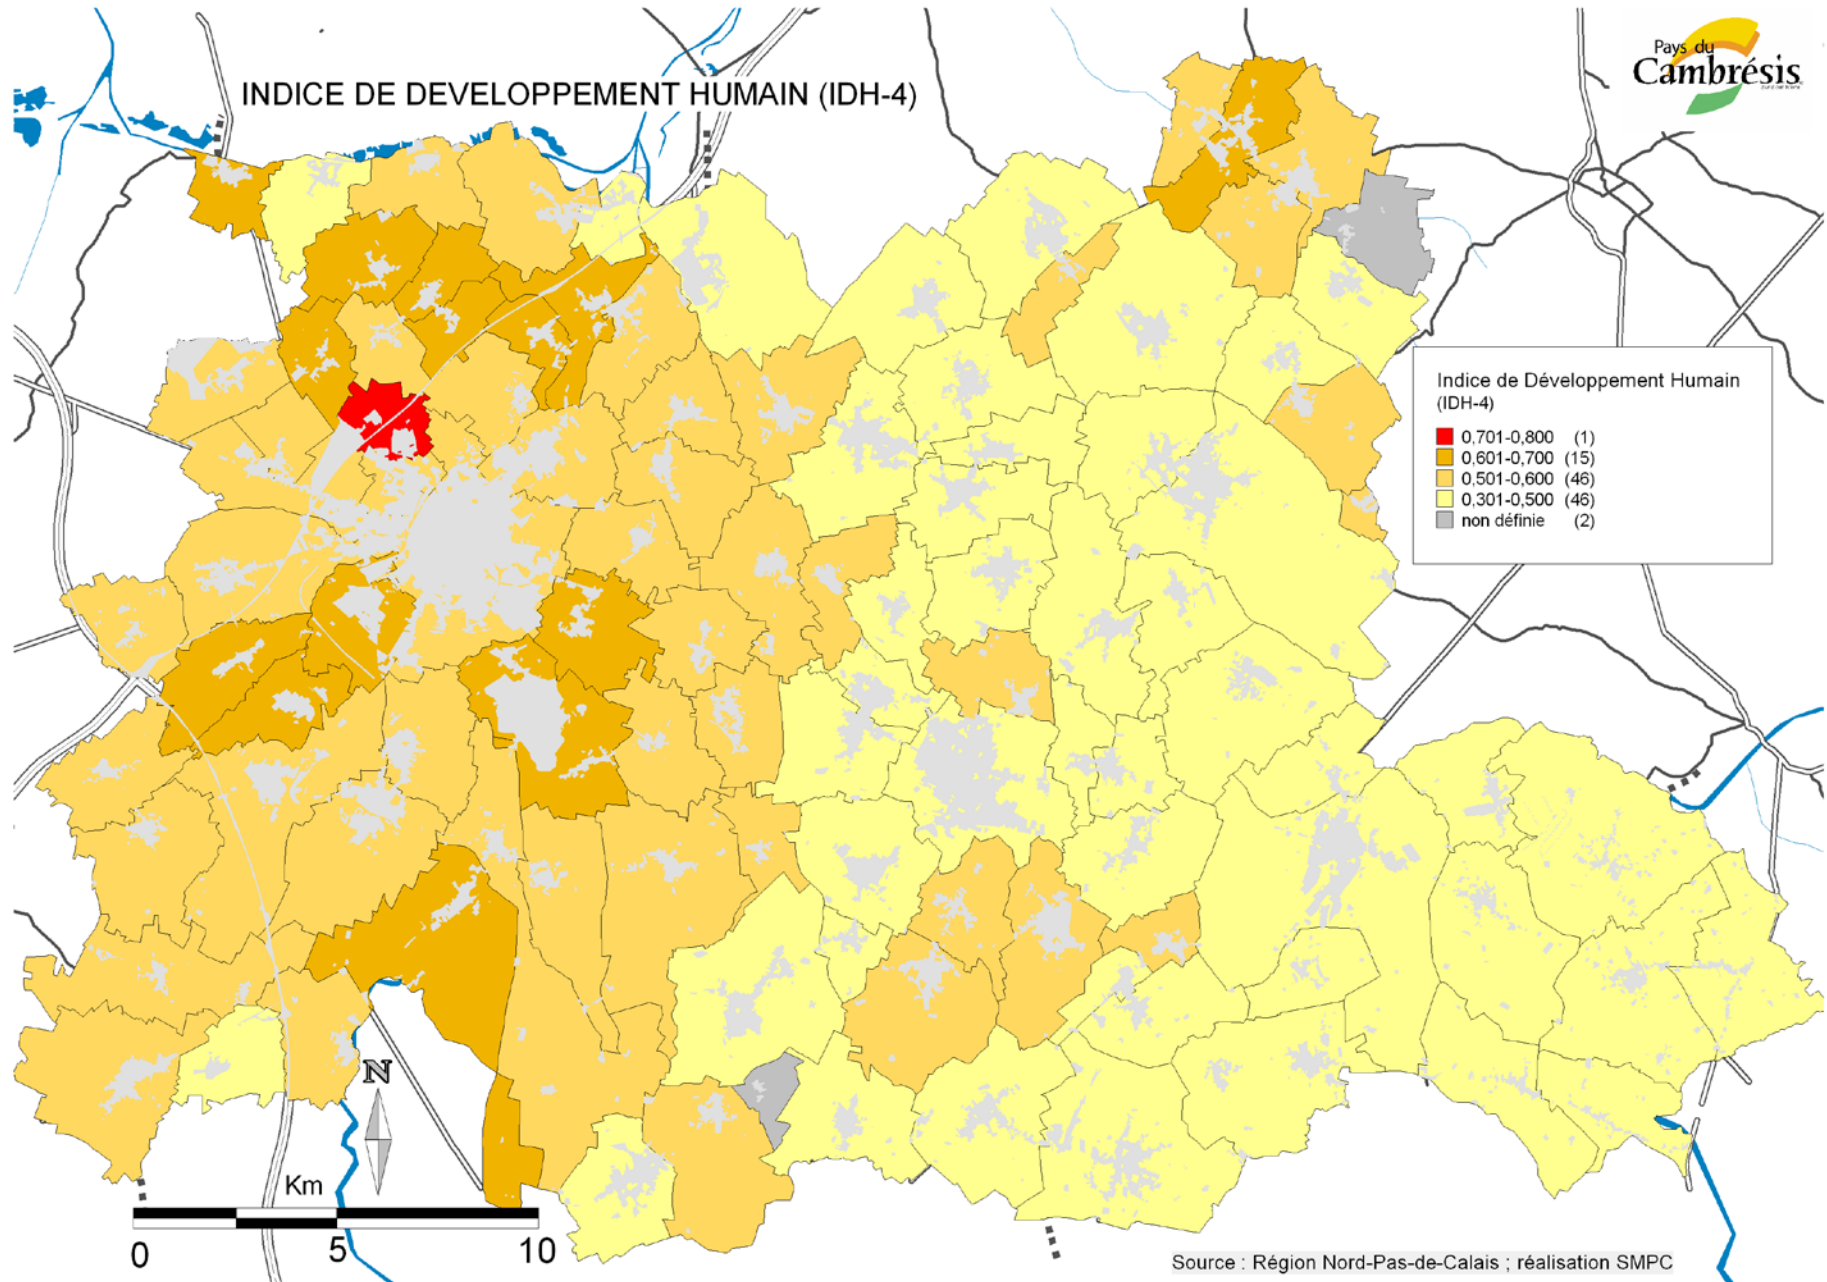 INDICE DE DEVELOPPEMENT HUMAIN (IDH-4)
Pays du
Cambrésis
Indice de Développement Humain
(IDH-4)
0,701-0,800 (1)
0,601-0,700 (15)
0,501-0,600 (46)
0,301-0,500 (46)
non définie (2)
N
Km
0 5 10
Source : Région Nord-Pas-de-Calais ; réalisation SMPC